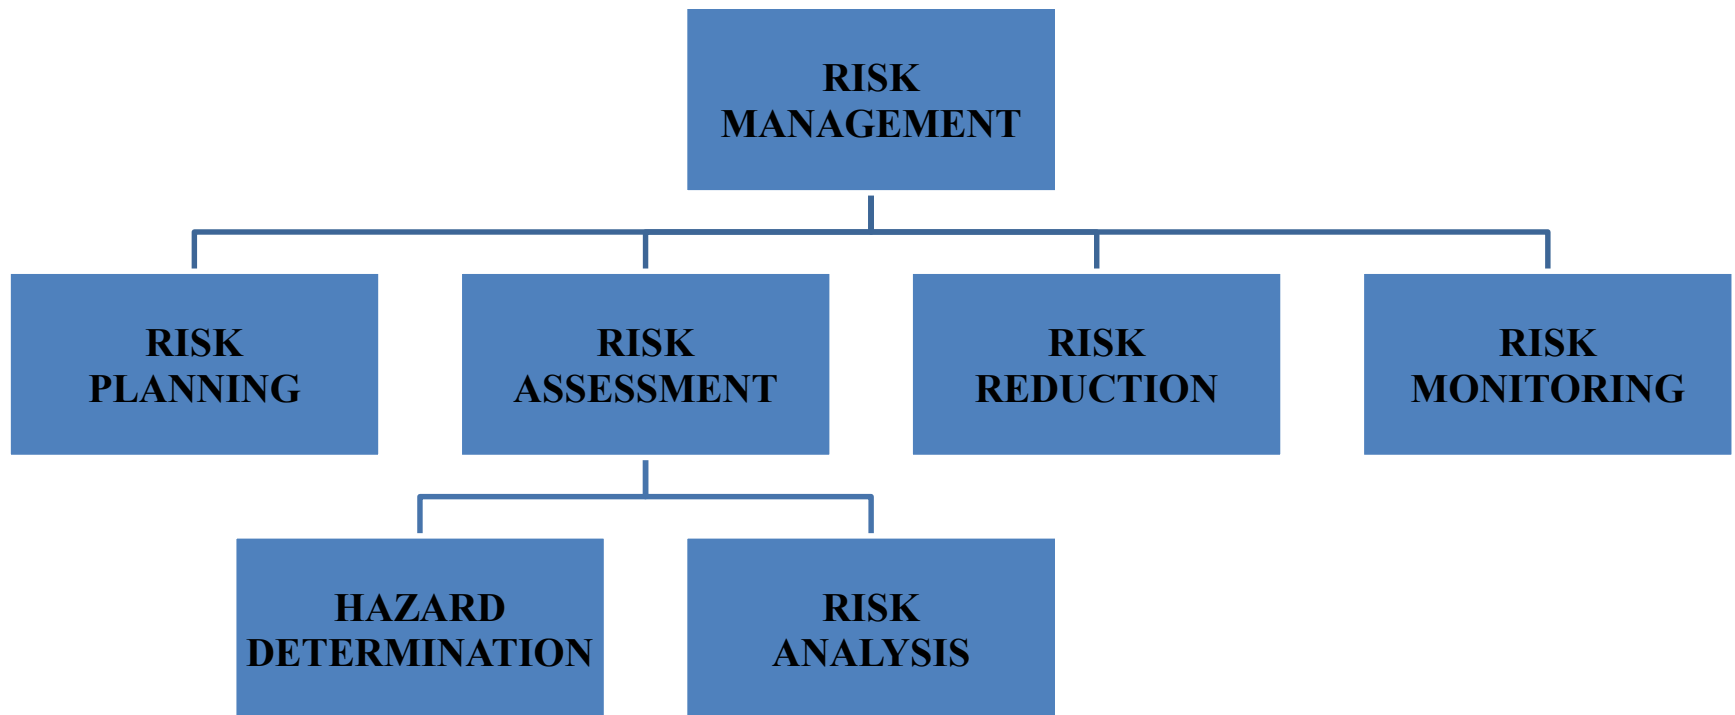 RISK
MANAGEMENT
RISK
PLANNING
RISK
ASSESSMENT
RISK
REDUCTION
RISK
MONITORING
HAZARD
DETERMINATION
RISK
ANALYSIS